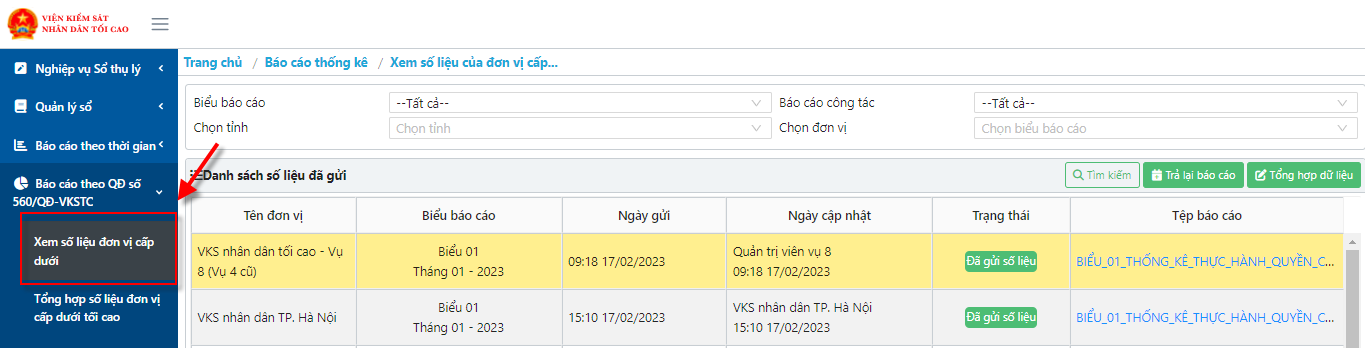 VIỆN KIỂM SÁT
NHÂN DÂN TỐI CAO
Nghiệp vụ Sổ thụ lý
Quản lý sổ
Báo cáo theo thời gian
Báo cáo theo QĐ số
560/QĐ-VKSTC
Xem số liệu đơn vị cấp
dưới
Tổng hợp số liệu đơn vị
cấp dưới tối cao
Trang chủ / Báo cáo thống kê / Xem số liệu của đơn vị cấp...
Biểu báo cáo --Tất cả-- Báo cáo công tác --Tất cả--
Chọn tỉnh Chọn tỉnh Chọn đơn vị Chọn biểu báo cáo
Danh sách số liệu đã gửi Tìm kiếm Trả lại báo cáo Tổng hợp dữ liệu
Tên đơn vị Biểu báo cáo Ngày gửi Ngày cập nhật Trạng thái Tệp báo cáo
VKS nhân dân tối cao - Vụ
8 (Vụ 4 cũ)
Biểu 01
Tháng 01 - 2023
09:18 17/02/2023
Quản trị viên vụ 8
09:18 17/02/2023
Đã gửi số liệu
BIỂU_01_THỐNG_KÊ_THỰC_HÀNH_QUYỀN_C...
VKS nhân dân TP. Hà Nội
Biểu 01
Tháng 01 - 2023
15:10 17/02/2023
VKS nhân dân TP. Hà Nội
15:10 17/02/2023
Đã gửi số liệu
BIỂU_01_THỐNG_KÊ_THỰC_HÀNH_QUYỀN_C...